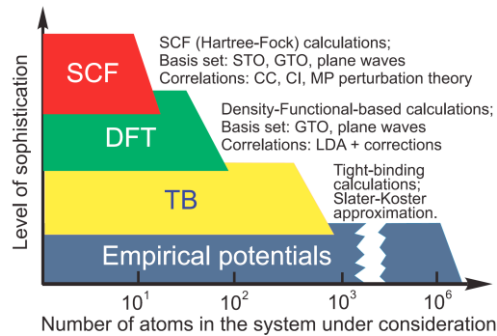 Level of sophistication
SCF
SCF (Hartree-Fock) calculations;
Basis set: STO, GTO, plane waves
Correlations: CC, CI, MP perturbation theory
DFT
Density-Functional-based calculations;
Basis set: GTO, plane waves
Correlations: LDA + corrections
TB
Tight-binding
calculations;
Slater-Koster
approximation.
Empirical potentials
10¹ 10² 10³ 10⁶
Number of atoms in the system under consideration